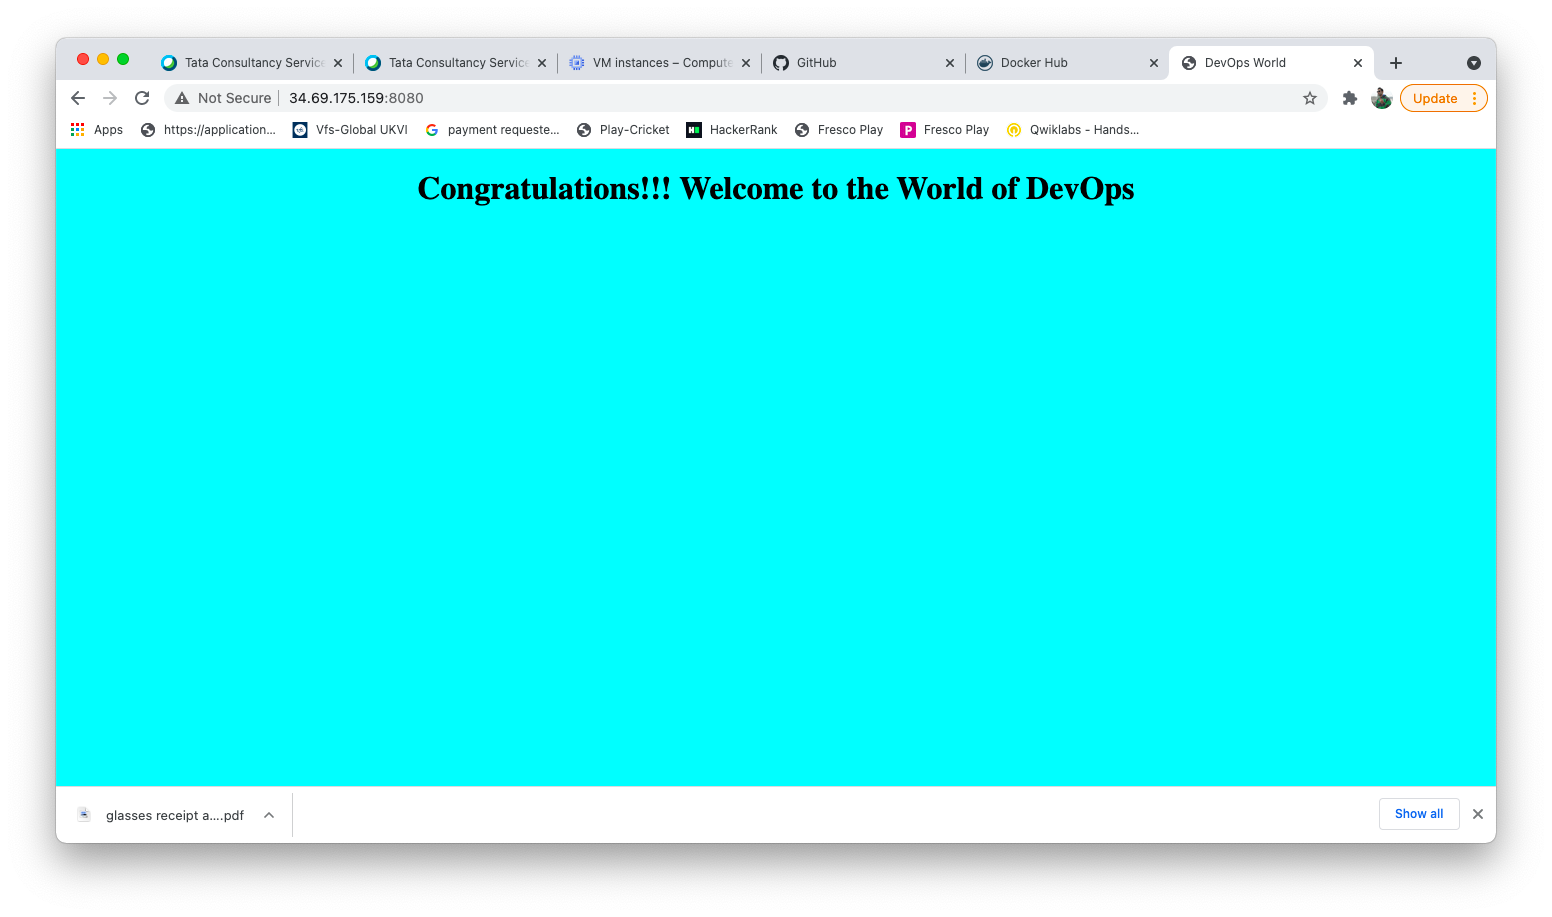 Tata Consultancy Service
Tata Consultancy Service
VM instances – Compute
GitHub
Docker Hub
DevOps World
Not Secure
34.69.175.159:8080
Update
Apps
https://application...
Vfs-Global UKVI
payment requeste...
Play-Cricket
HackerRank
Fresco Play
Fresco Play
Qwiklabs - Hands...
Congratulations!!! Welcome to the World of DevOps
glasses receipt a....pdf
Show all